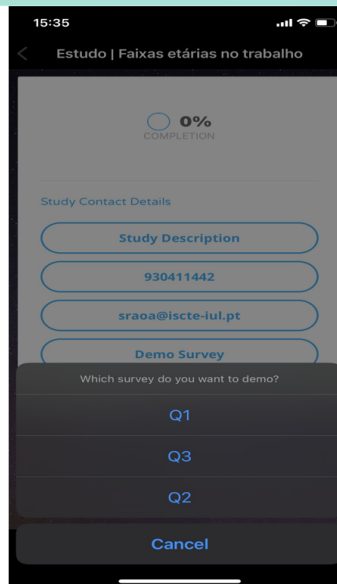 15:35
Estudo | Faixas etárias no trabalho
0%
COMPLETION
Study Contact Details
Study Description
930411442
sraoa@iscte-iul.pt
Demo Survey
Which survey do you want to demo?
Q1
Q3
Q2
Cancel